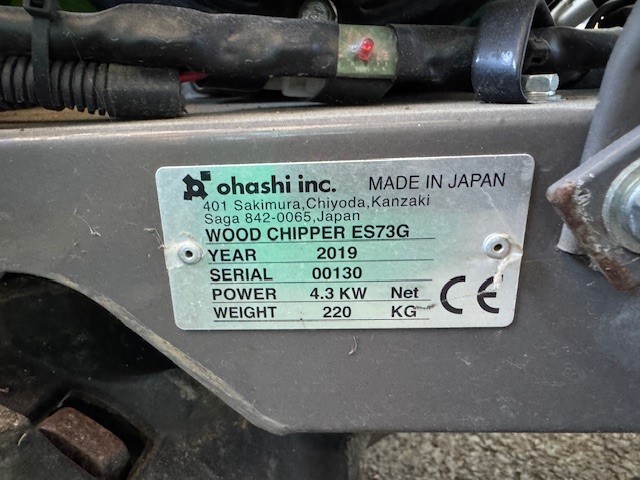 ohashi inc. MADE IN JAPAN
401 Sakimura,Chiyoda,Kanzaki
Saga 842-0065,Japan
WOOD CHIPPER ES73G
YEAR 2019
SERIAL 00130
POWER 4.3 KW Net
WEIGHT 220 KG
CE